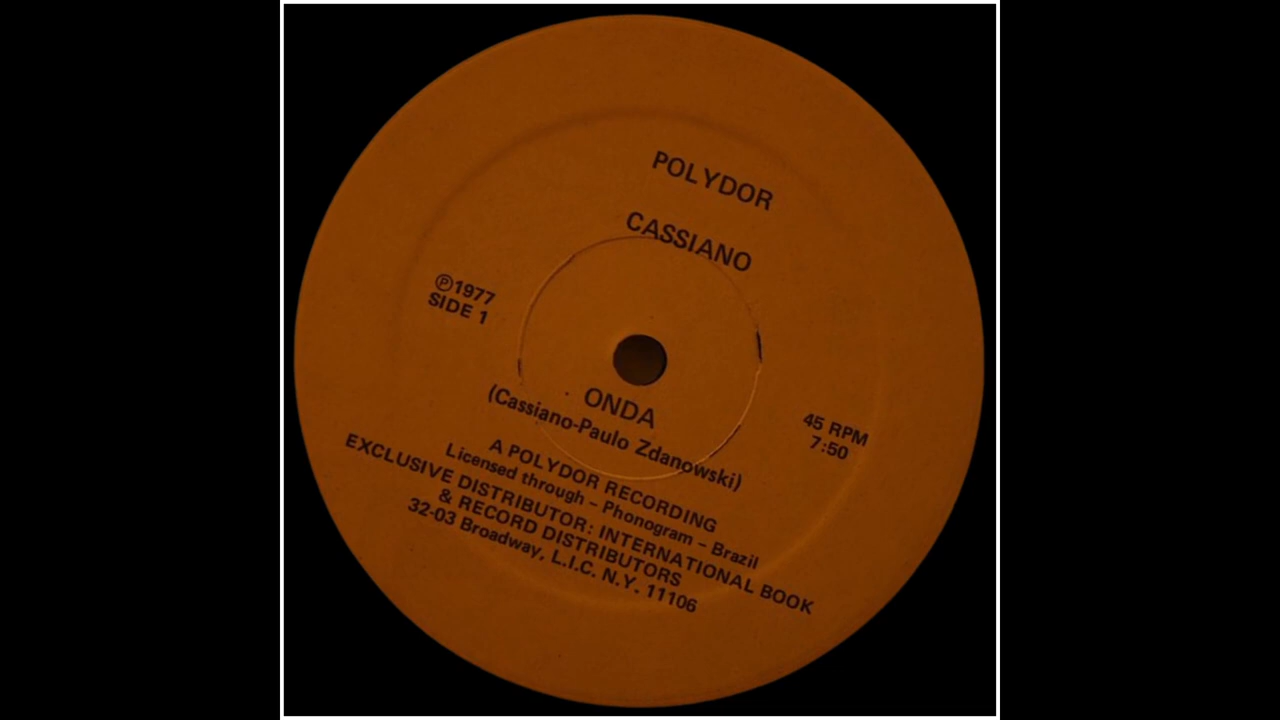 POLYDOR
CASSIANO
Ⓟ1977
SIDE 1
ONDA
(Cassiano-Paulo Zdanowski)
45 RPM
7:50
A POLYDOR RECORDING
Licensed through – Phonogram – Brazil
EXCLUSIVE DISTRIBUTOR: INTERNATIONAL BOOK
& RECORD DISTRIBUTORS
32-03 Broadway, L.I.C. N.Y. 11106